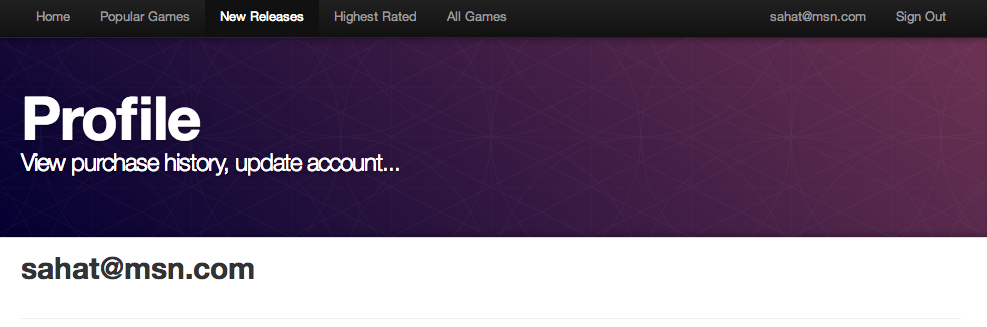 Home Popular Games New Releases Highest Rated All Games sahat@msn.com Sign Out
Profile
View purchase history, update account...
sahat@msn.com